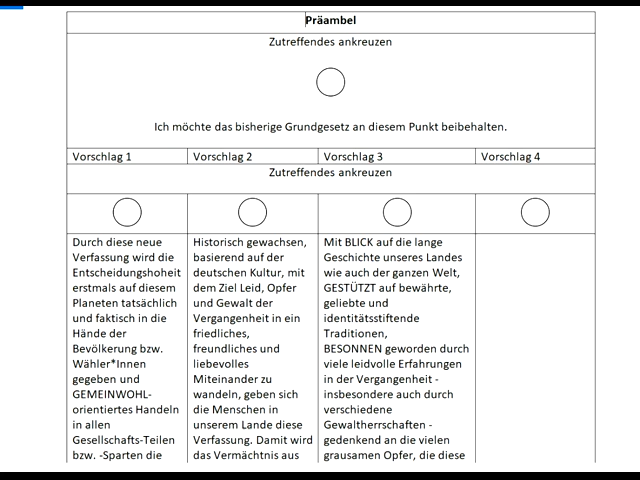 Präambel
Zutreffendes ankreuzen
Ich möchte das bisherige Grundgesetz an diesem Punkt beibehalten.
Vorschlag 1
Vorschlag 2
Vorschlag 3
Vorschlag 4
Zutreffendes ankreuzen
Durch diese neue
Verfassung wird die
Entscheidungshoheit
erstmals auf diesem
Planeten tatsächlich
und faktisch in die
Hände der
Bevölkerung bzw.
Wähler*Innen
gegeben und
GEMEINWOHL-
orientiertes Handeln
in allen
Gesellschafts-Teilen
bzw. -Sparten die
Historisch gewachsen,
basierend auf der
deutschen Kultur, mit
dem Ziel Leid, Opfer
und Gewalt der
Vergangenheit in ein
friedliches,
freundliches und
liebevolles
Miteinander zu
wandeln, geben sich
die Menschen in
unserem Lande diese
Verfassung. Damit wird
das Vermächtnis aus
Mit BLICK auf die lange
Geschichte unseres Landes
wie auch der ganzen Welt,
GESTÜTZT auf bewährte,
geliebte und
identitätsstiftende
Traditionen,
BESONNEN geworden durch
viele leidvolle Erfahrungen
in der Vergangenheit -
insbesondere auch durch
verschiedene
Gewaltherrschaften -
gedenkend an die vielen
grausamen Opfer, die diese